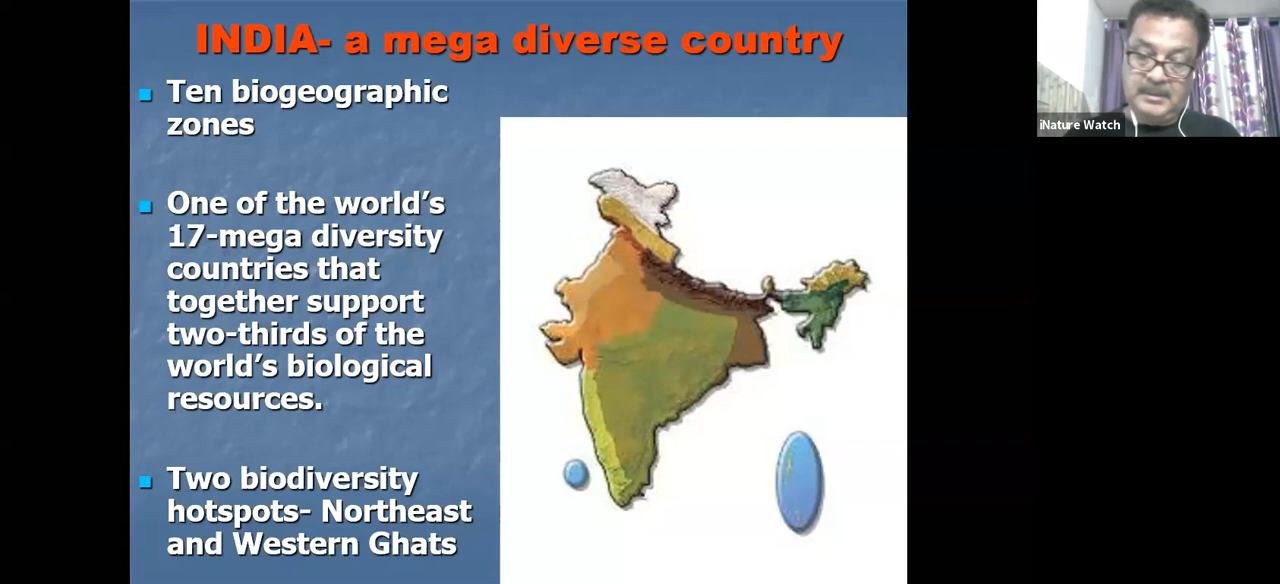 INDIA- a mega diverse country
Ten biogeographic
zones
One of the world’s
17-mega diversity
countries that
together support
two-thirds of the
world’s biological
resources.
Two biodiversity
hotspots- Northeast
and Western Ghats
iNature Watch